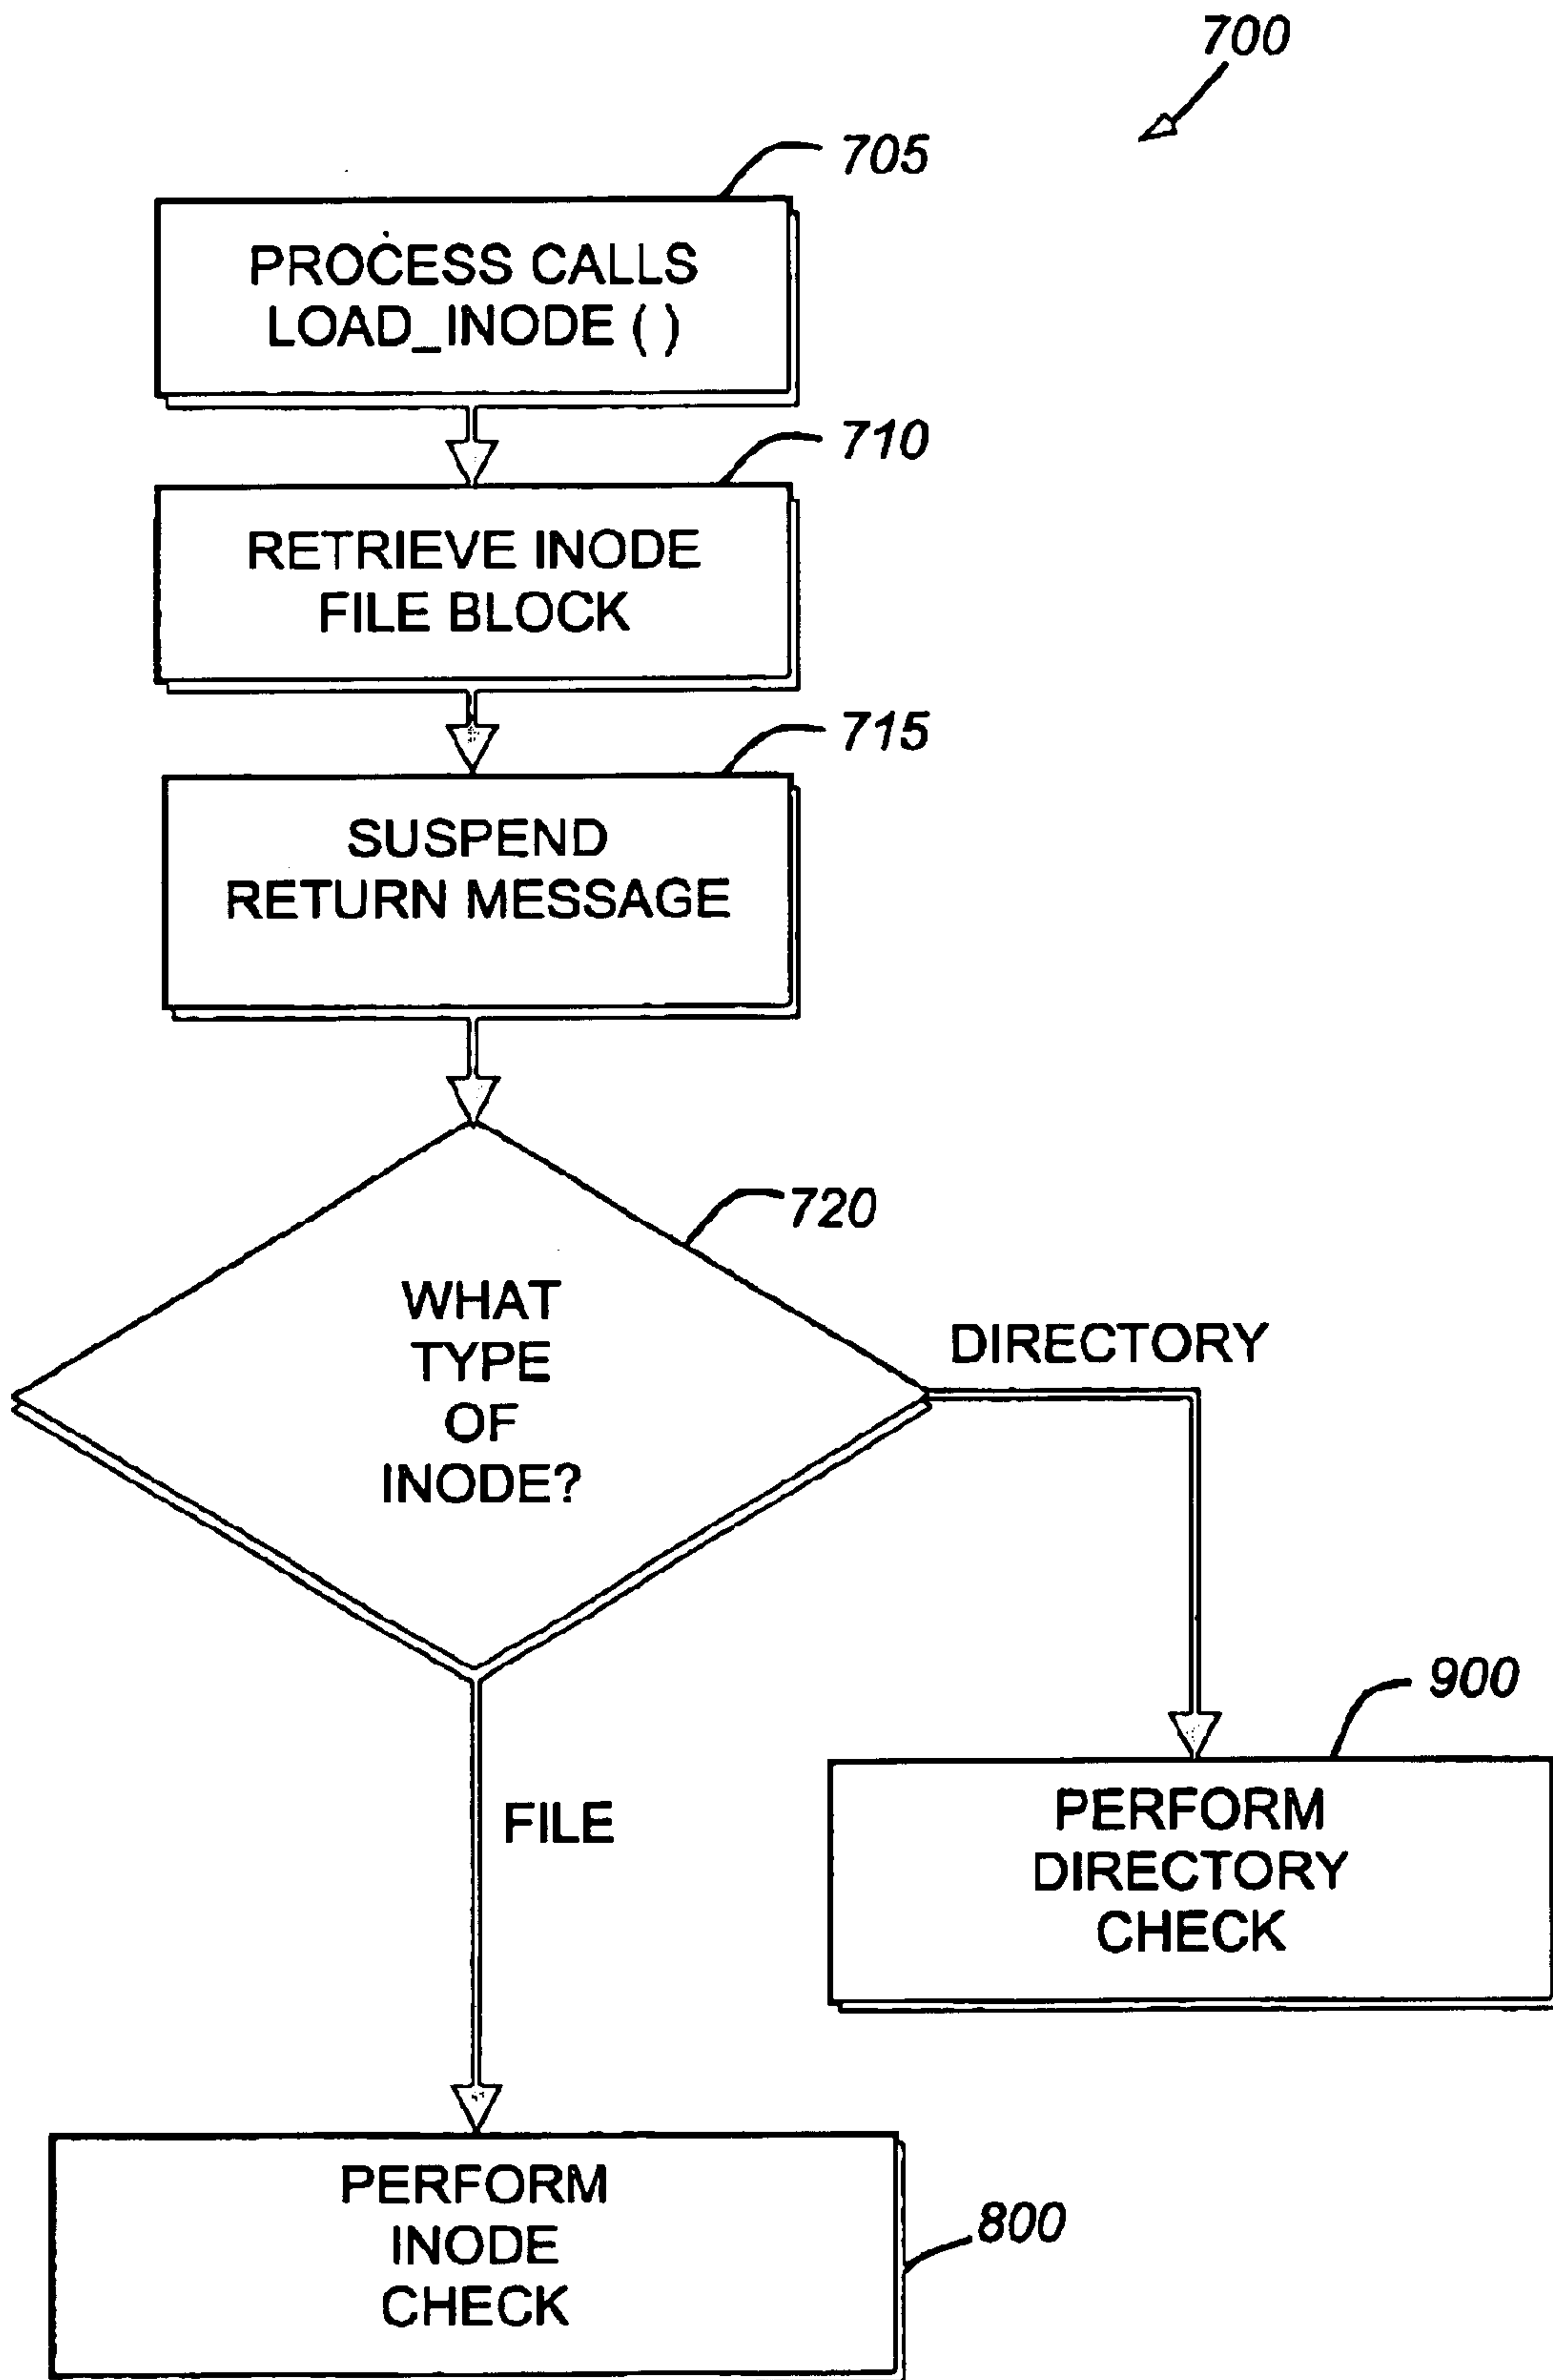 700
705
PROCESS CALLS
LOAD_INODE ( )
710
RETRIEVE INODE
FILE BLOCK
715
SUSPEND
RETURN MESSAGE
720
WHAT
TYPE
OF
INODE?
DIRECTORY
900
PERFORM
DIRECTORY
CHECK
FILE
800
PERFORM
INODE
CHECK